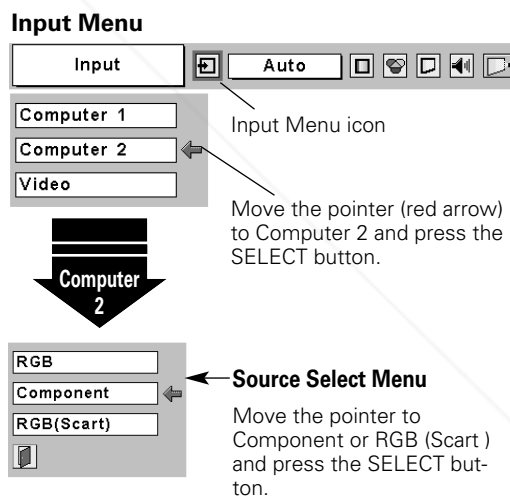 Input Menu
Input Auto
Input Menu icon
Computer 1
Computer 2
Video
Move the pointer (red arrow)
to Computer 2 and press the
SELECT button.
Computer
2
RGB
Component
RGB(Scart)
Source Select Menu
Move the pointer to
Component or RGB (Scart )
and press the SELECT but-
ton.